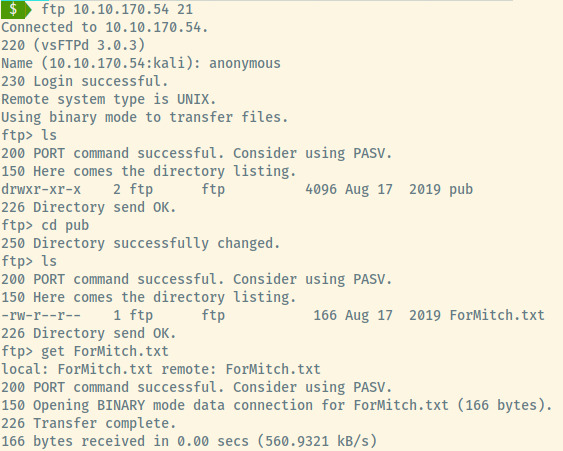 $ ftp 10.10.170.54 21
Connected to 10.10.170.54.
220 (vsFTPd 3.0.3)
Name (10.10.170.54:kali): anonymous
230 Login successful.
Remote system type is UNIX.
Using binary mode to transfer files.
ftp> ls
200 PORT command successful. Consider using PASV.
150 Here comes the directory listing.
drwxr-xr-x    2 ftp      ftp          4096 Aug 17  2019 pub
226 Directory send OK.
ftp> cd pub
250 Directory successfully changed.
ftp> ls
200 PORT command successful. Consider using PASV.
150 Here comes the directory listing.
-rw-r--r--    1 ftp      ftp           166 Aug 17  2019 ForMitch.txt
226 Directory send OK.
ftp> get ForMitch.txt
local: ForMitch.txt remote: ForMitch.txt
200 PORT command successful. Consider using PASV.
150 Opening BINARY mode data connection for ForMitch.txt (166 bytes).
226 Transfer complete.
166 bytes received in 0.00 secs (560.9321 kB/s)